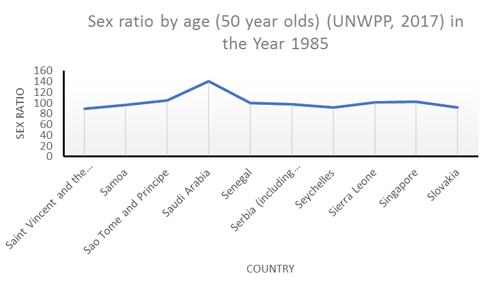 Sex ratio by age (50 year olds) (UNWPP, 2017) in
the Year 1985
SEX RATIO
160
140
120
100
80
60
40
20
0
Saint Vincent and the...
Samoa
Sao Tome and Principe
Saudi Arabia
Senegal
Serbia (including...
Seychelles
Sierra Leone
Singapore
Slovakia
COUNTRY